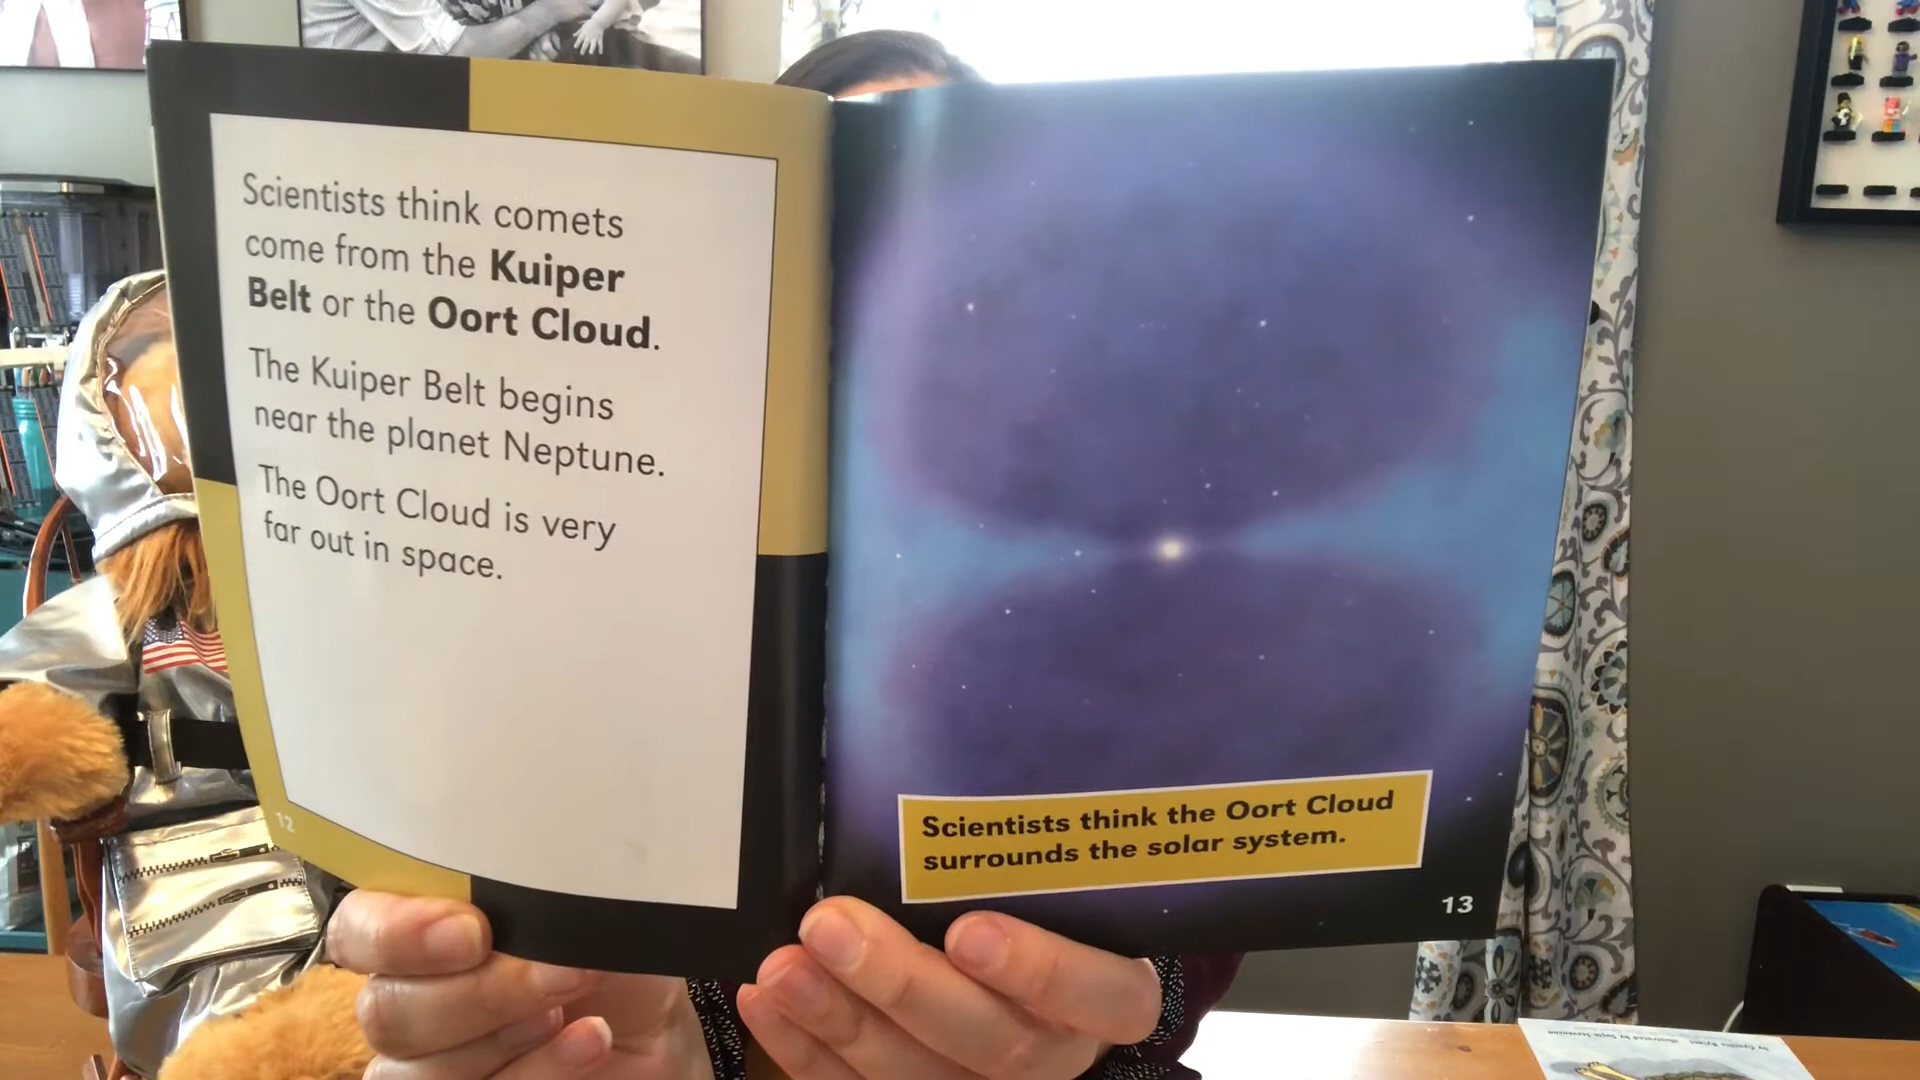 Scientists think comets
come from the Kuiper
Belt or the Oort Cloud.
The Kuiper Belt begins
near the planet Neptune.
The Oort Cloud is very
far out in space.
12
Scientists think the Oort Cloud
surrounds the solar system.
13